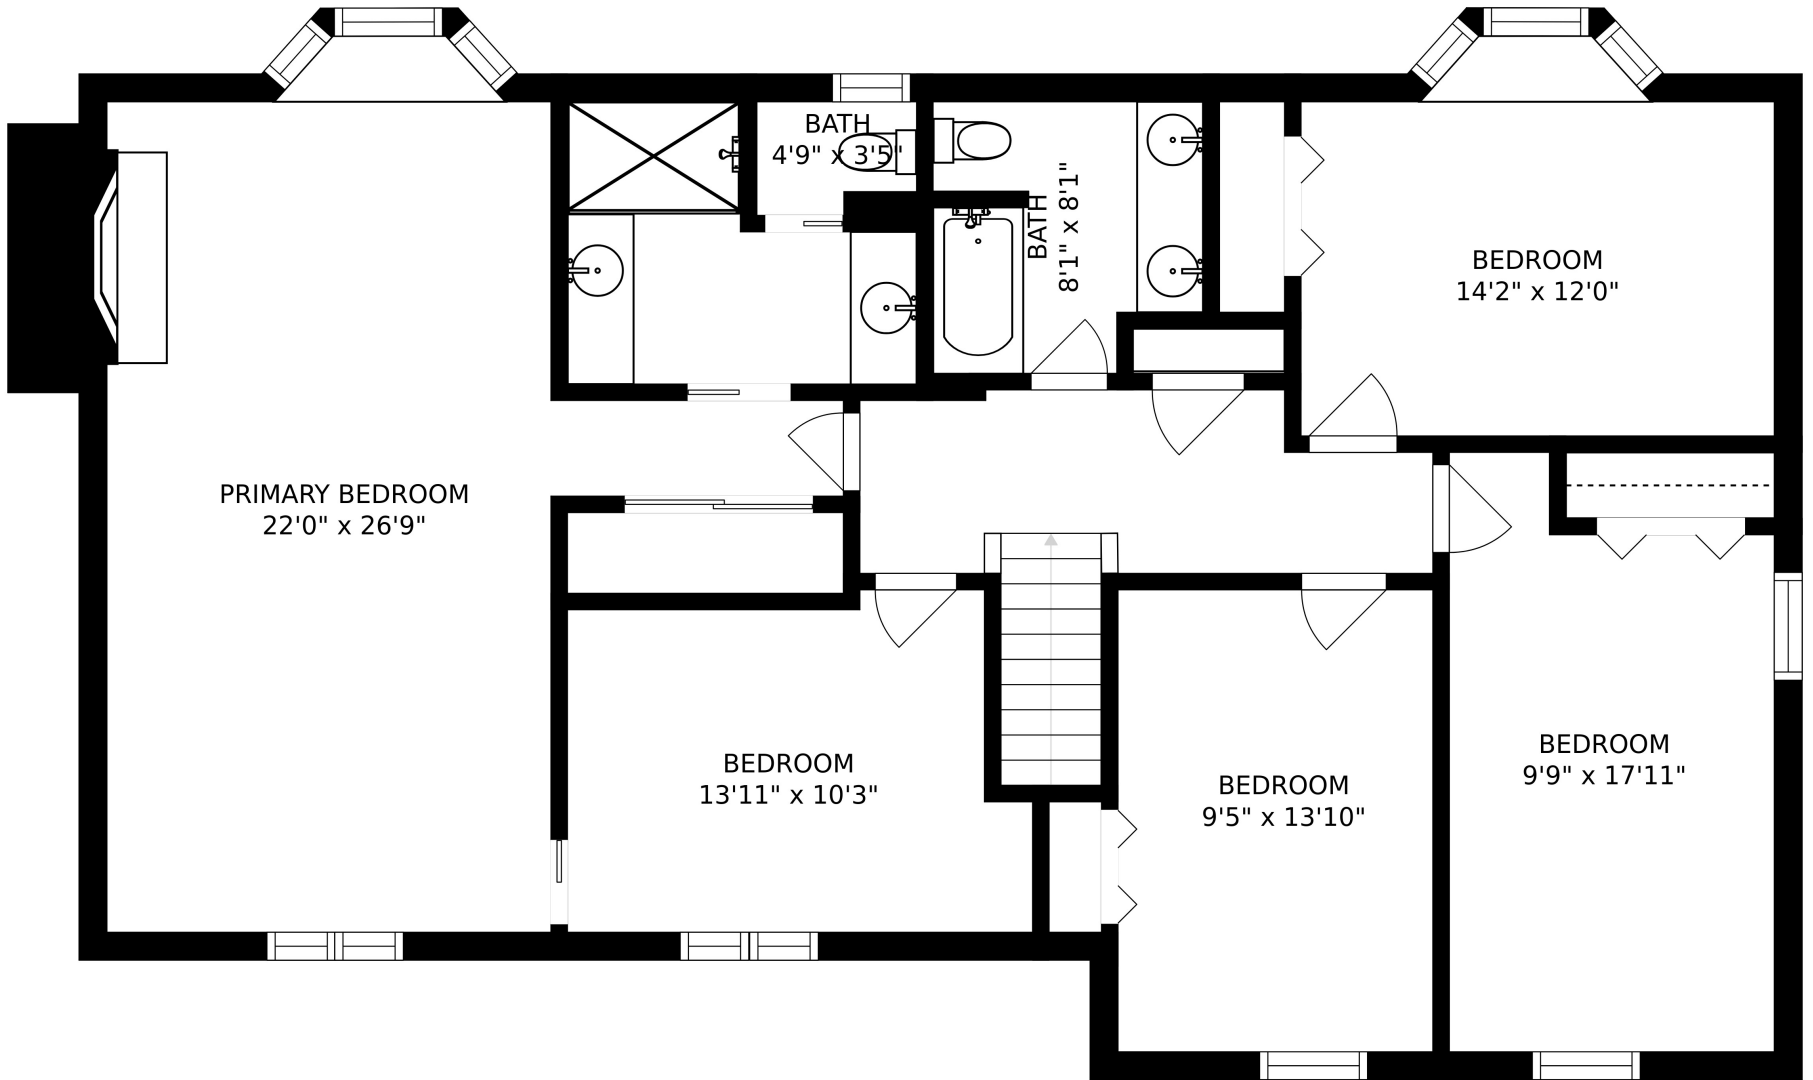 BATH
4'9" x 3'5"
BATH
8'1" x 8'1"
BEDROOM
14'2" x 12'0"
PRIMARY BEDROOM
22'0" x 26'9"
BEDROOM
13'11" x 10'3"
BEDROOM
9'5" x 13'10"
BEDROOM
9'9" x 17'11"